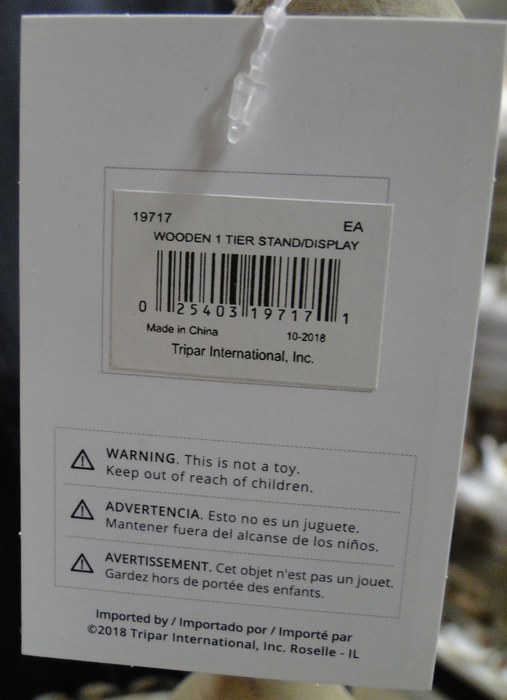 19717 EA
WOODEN 1 TIER STAND/DISPLAY
0 25403 19717 1
Made in China 10-2018
Tripar International, Inc.
WARNING. This is not a toy.
Keep out of reach of children.
ADVERTENCIA. Esto no es un juguete.
Mantener fuera del alcanse de los niños.
AVERTISSEMENT. Cet objet n'est pas un jouet.
Gardez hors de portée des enfants.
Imported by / Importado por / Importé par
©2018 Tripar International, Inc. Roselle - IL